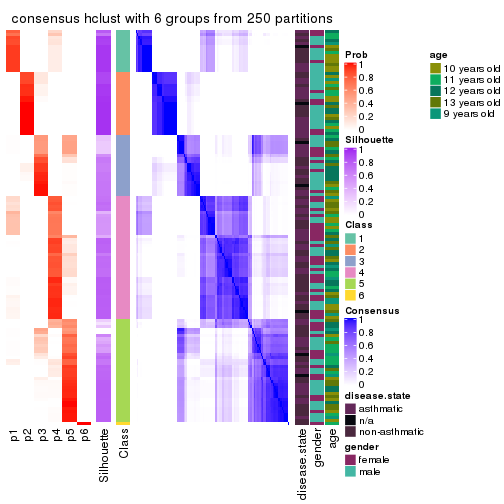 consensus hclust with 6 groups from 250 partitions
p1
p2
p3
p4
p5
p6
Silhouette
Class
disease.state
gender
age
Prob
1
0.8
0.6
0.4
0.2
0
Silhouette
1
0.8
0.6
0.4
0.2
0
Class
1
2
3
4
5
6
Consensus
1
0.8
0.6
0.4
0.2
0
disease.state
asthmatic
n/a
non-asthmatic
gender
female
male
age
10 years old
11 years old
12 years old
13 years old
9 years old